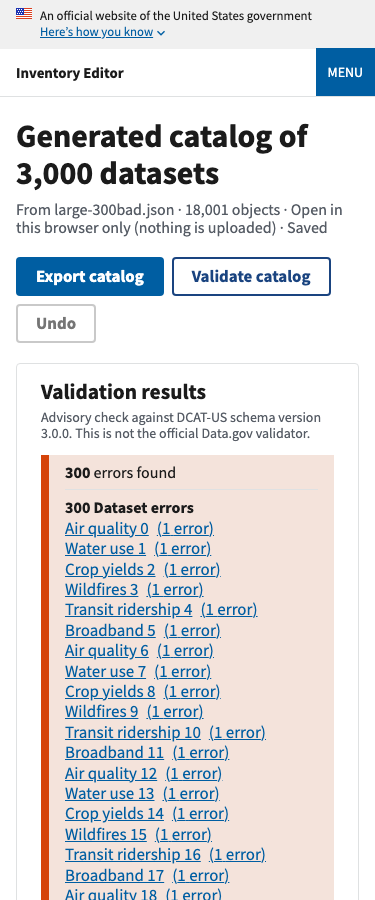 An official website of the United States government
Here's how you know
Inventory Editor
MENU
Generated catalog of
3,000 datasets
From large-300bad.json · 18,001 objects · Open in
this browser only (nothing is uploaded) · Saved
Export catalog
Validate catalog
Undo
Validation results
Advisory check against DCAT-US schema version
3.0.0. This is not the official Data.gov validator.
300 errors found
300 Dataset errors
Air quality 0 (1 error)
Water use 1 (1 error)
Crop yields 2 (1 error)
Wildfires 3 (1 error)
Transit ridership 4 (1 error)
Broadband 5 (1 error)
Air quality 6 (1 error)
Water use 7 (1 error)
Crop yields 8 (1 error)
Wildfires 9 (1 error)
Transit ridership 10 (1 error)
Broadband 11 (1 error)
Air quality 12 (1 error)
Water use 13 (1 error)
Crop yields 14 (1 error)
Wildfires 15 (1 error)
Transit ridership 16 (1 error)
Broadband 17 (1 error)
Air quality 18 (1 error)